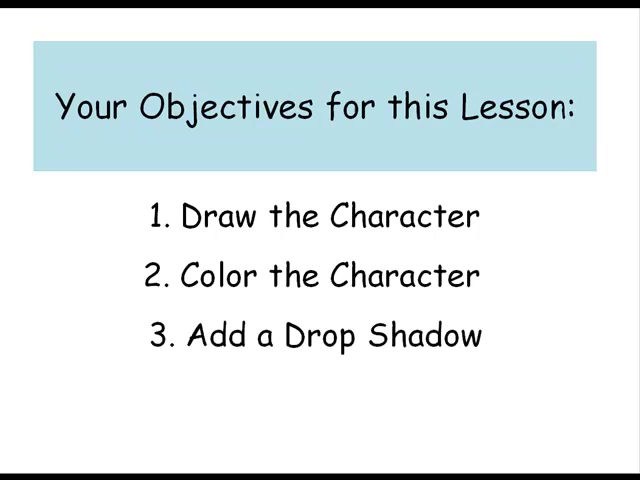 Your Objectives for this Lesson:
1. Draw the Character
2. Color the Character
3. Add a Drop Shadow